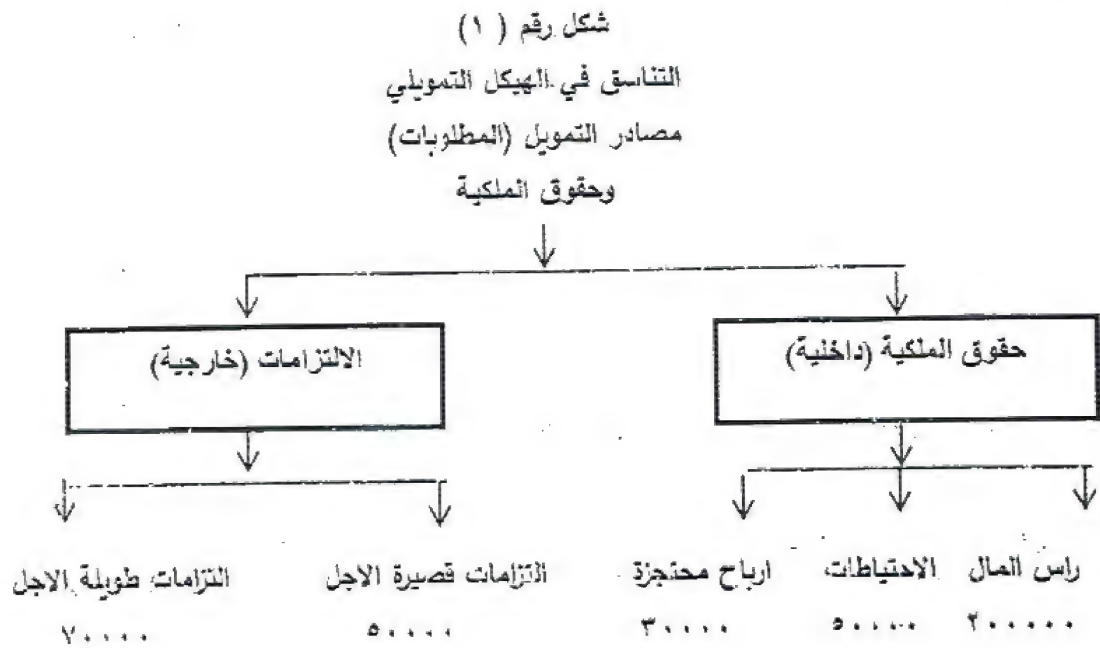 شكل رقم ( ١ )
التناسق في الهيكل التمويلي
مصادر التمويل (المطلوبات)
وحقوق الملكية
حقوق الملكية (داخلية)
الالتزامات (خارجية)
راس المال الاحتياطات ارباح محتجزة التزامات قصيرة الاجل التزامات طويلة الاجل
٢٠٠٠٠٠ ٥٠٠٠٠ ٣٠٠٠٠ ٥٠٠٠٠ ٧٠٠٠٠